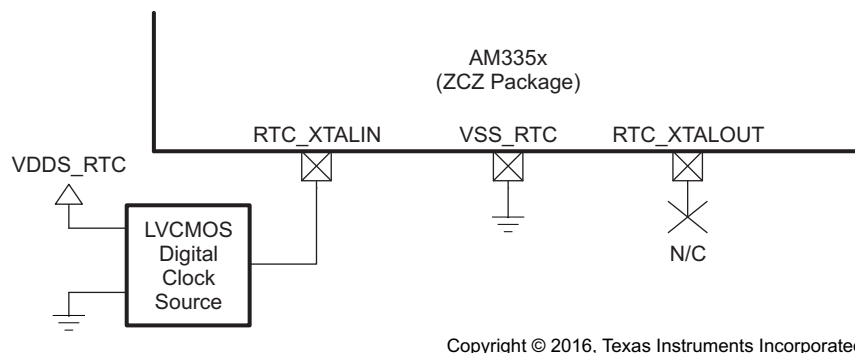 AM335x
(ZCZ Package)
RTC_XTALIN
VSS_RTC
RTC_XTALOUT
VDDS_RTC
LVCMOS
Digital
Clock
Source
N/C
Copyright © 2016, Texas Instruments Incorporated